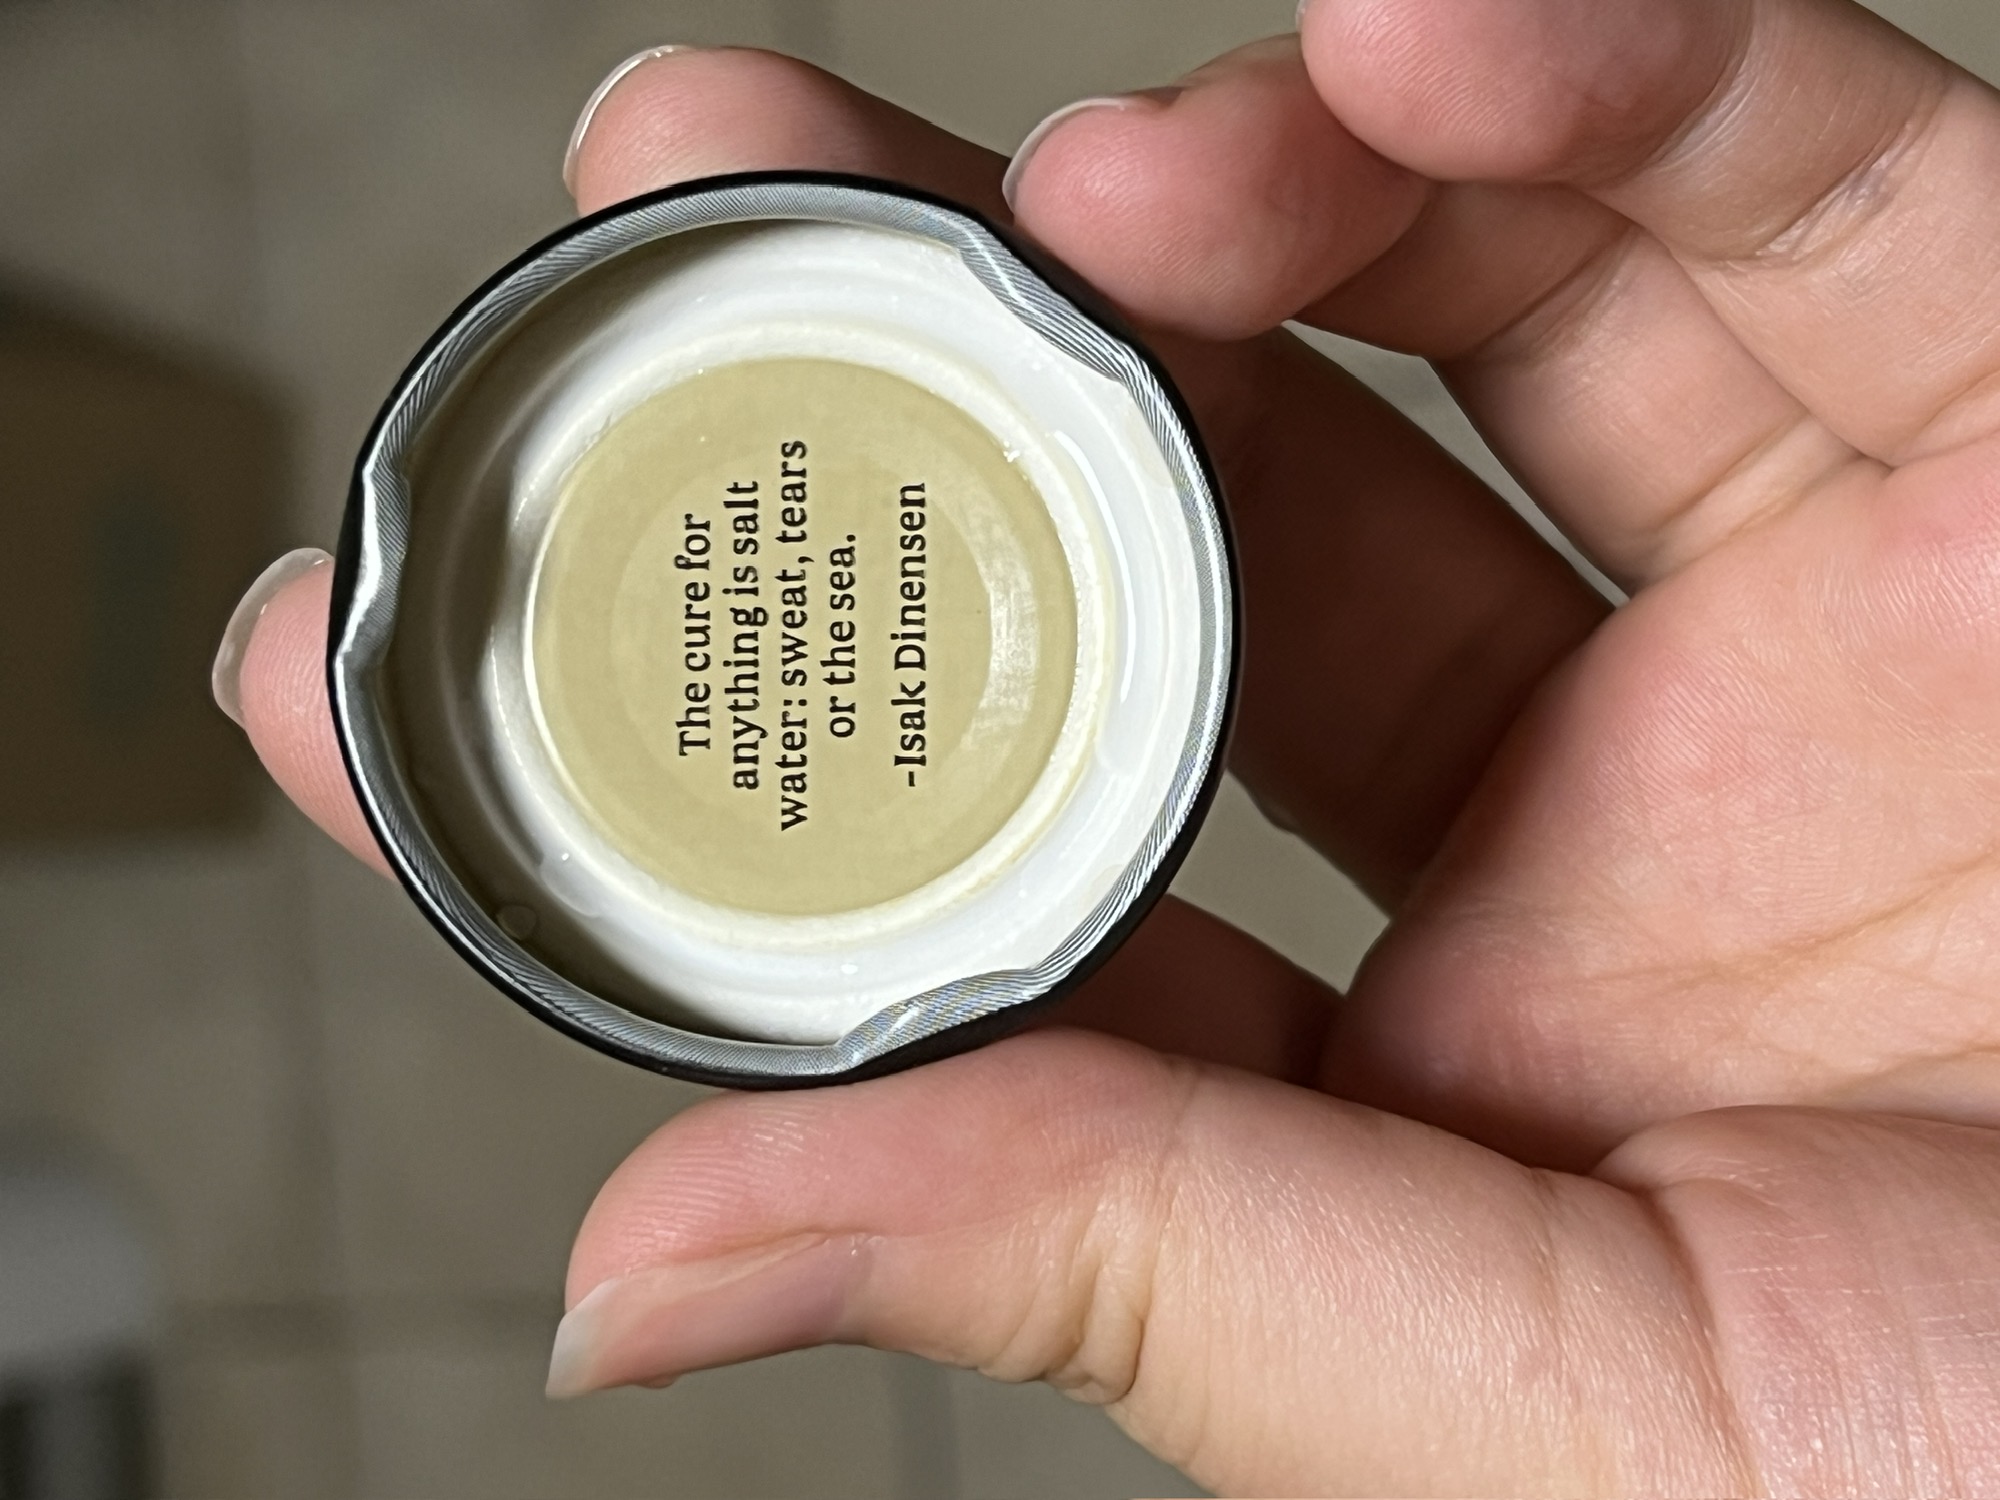 The cure for
anything is salt
water: sweat, tears
or the sea.
-Isak Dinensen